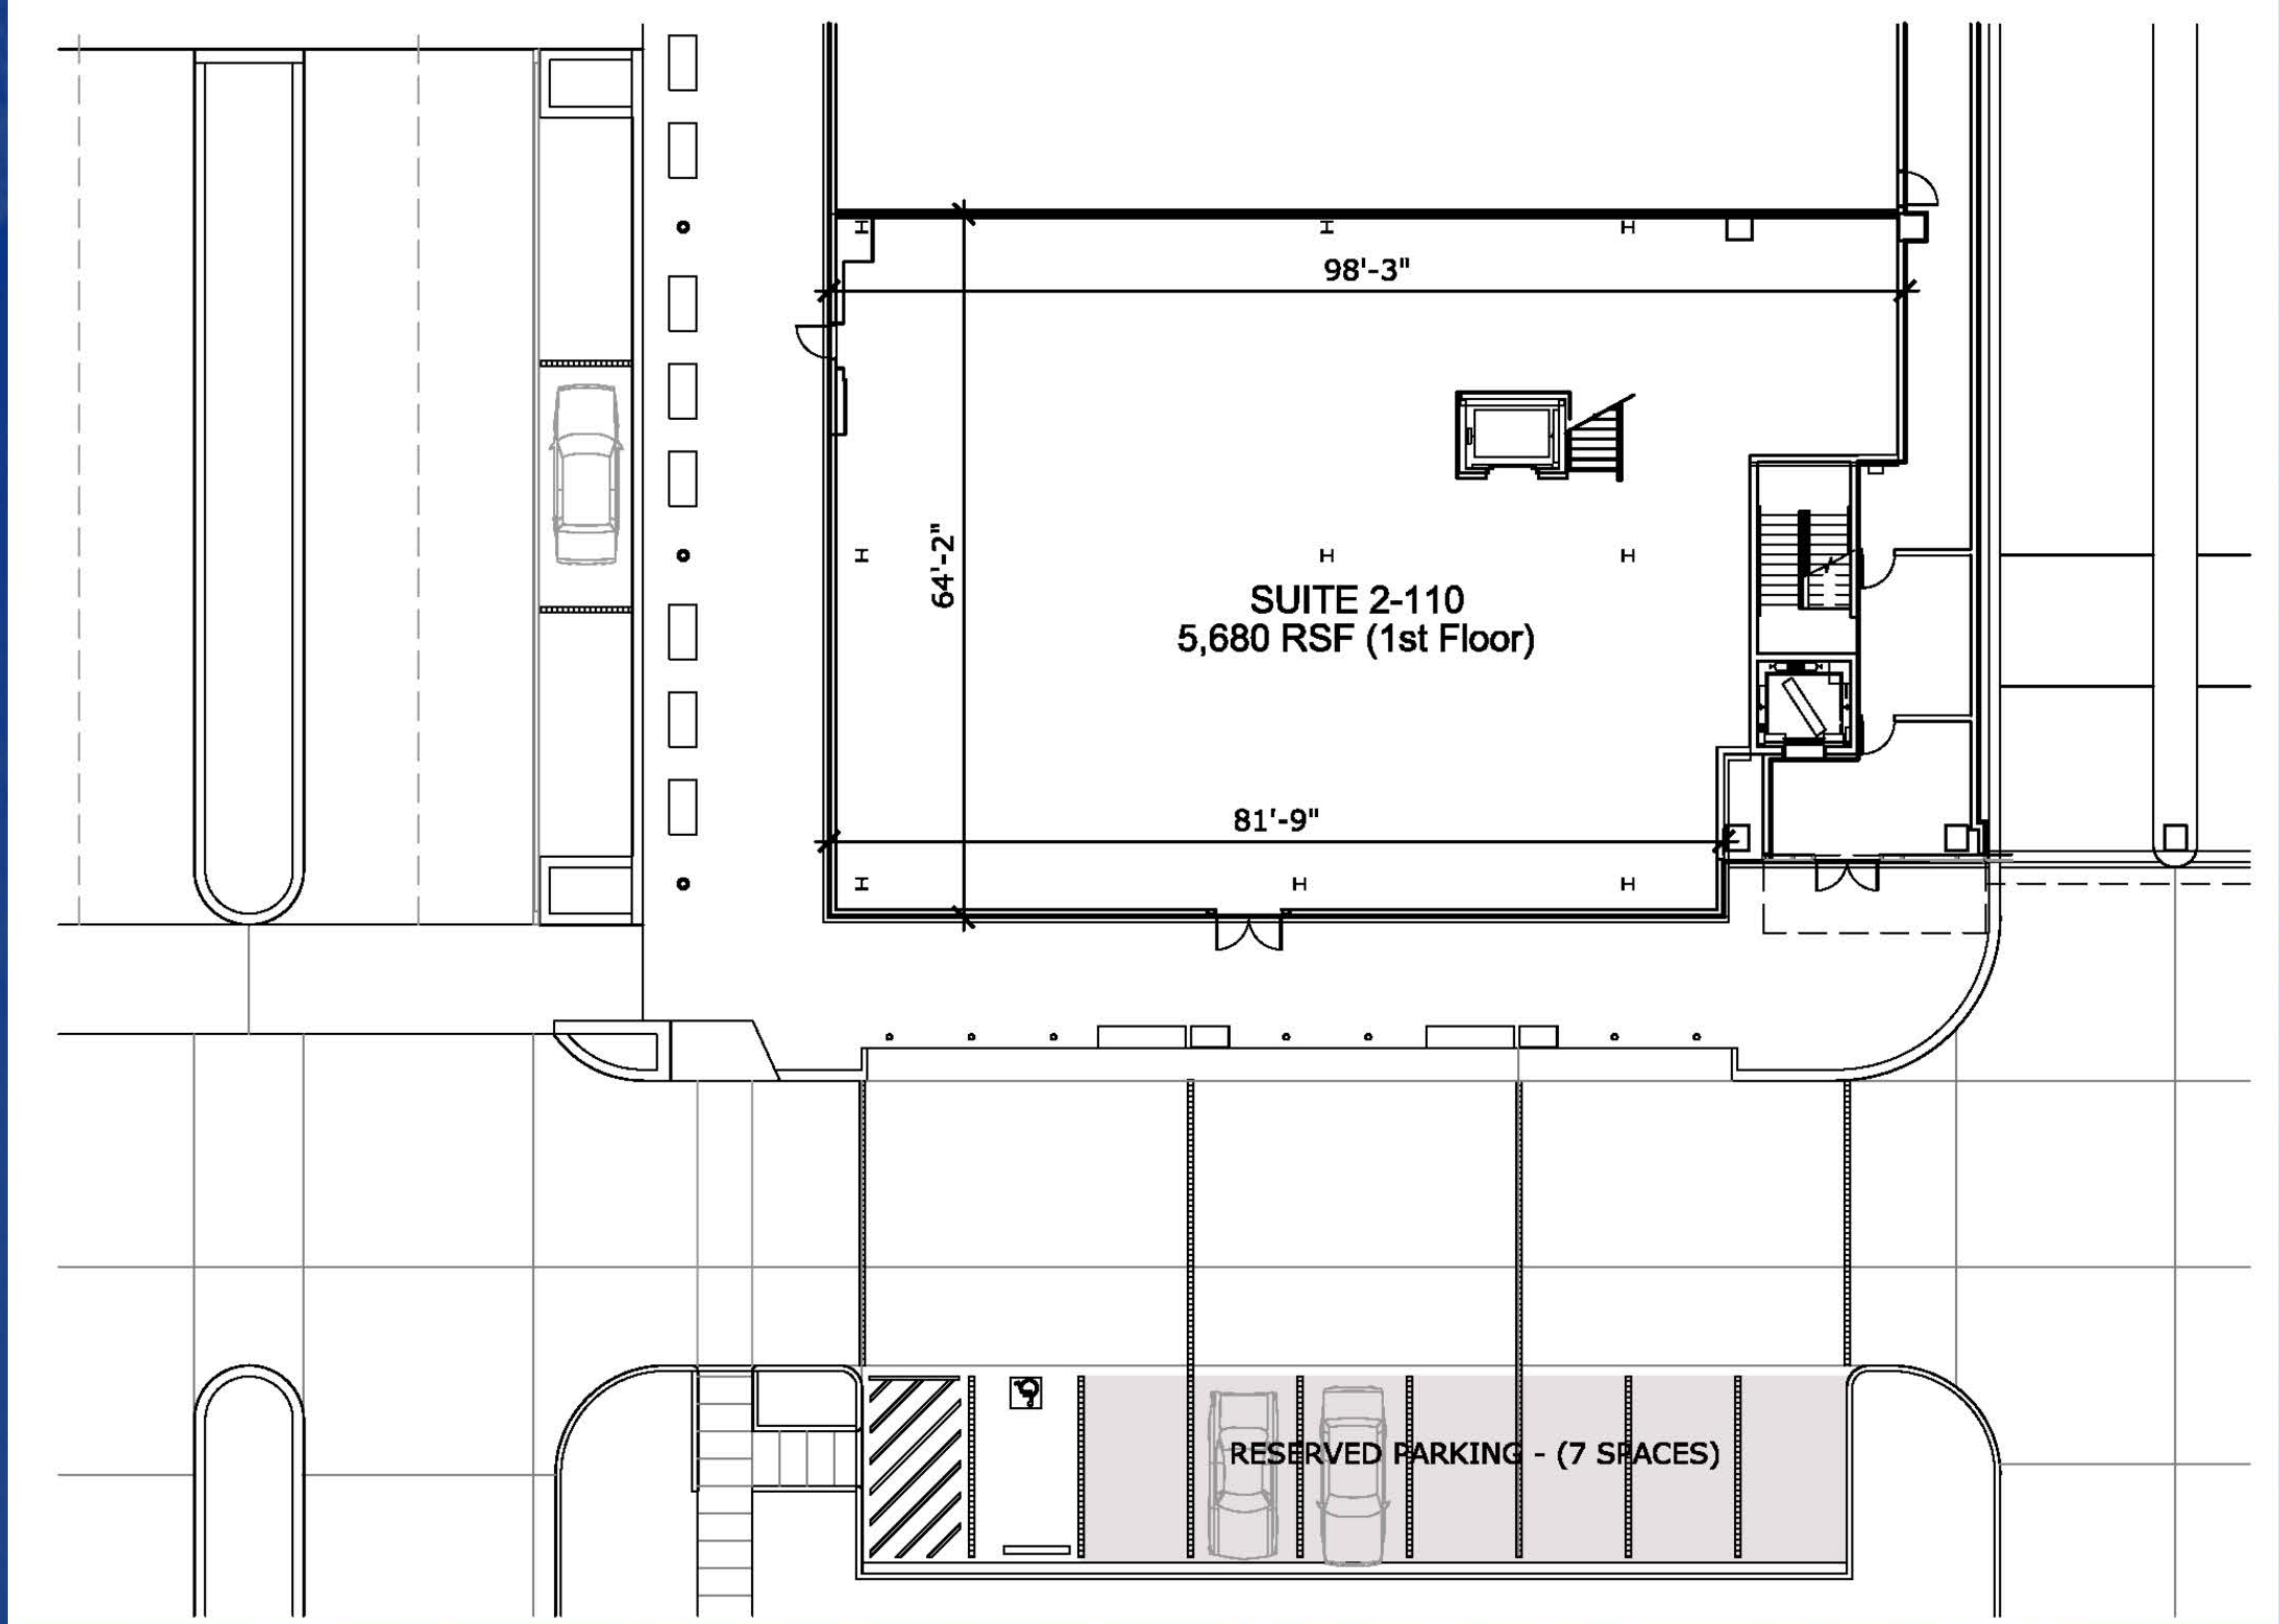 98'-3"
64'-2"
SUITE 2-110
5,680 RSF (1st Floor)
81'-9"
RESERVED PARKING - (7 SPACES)